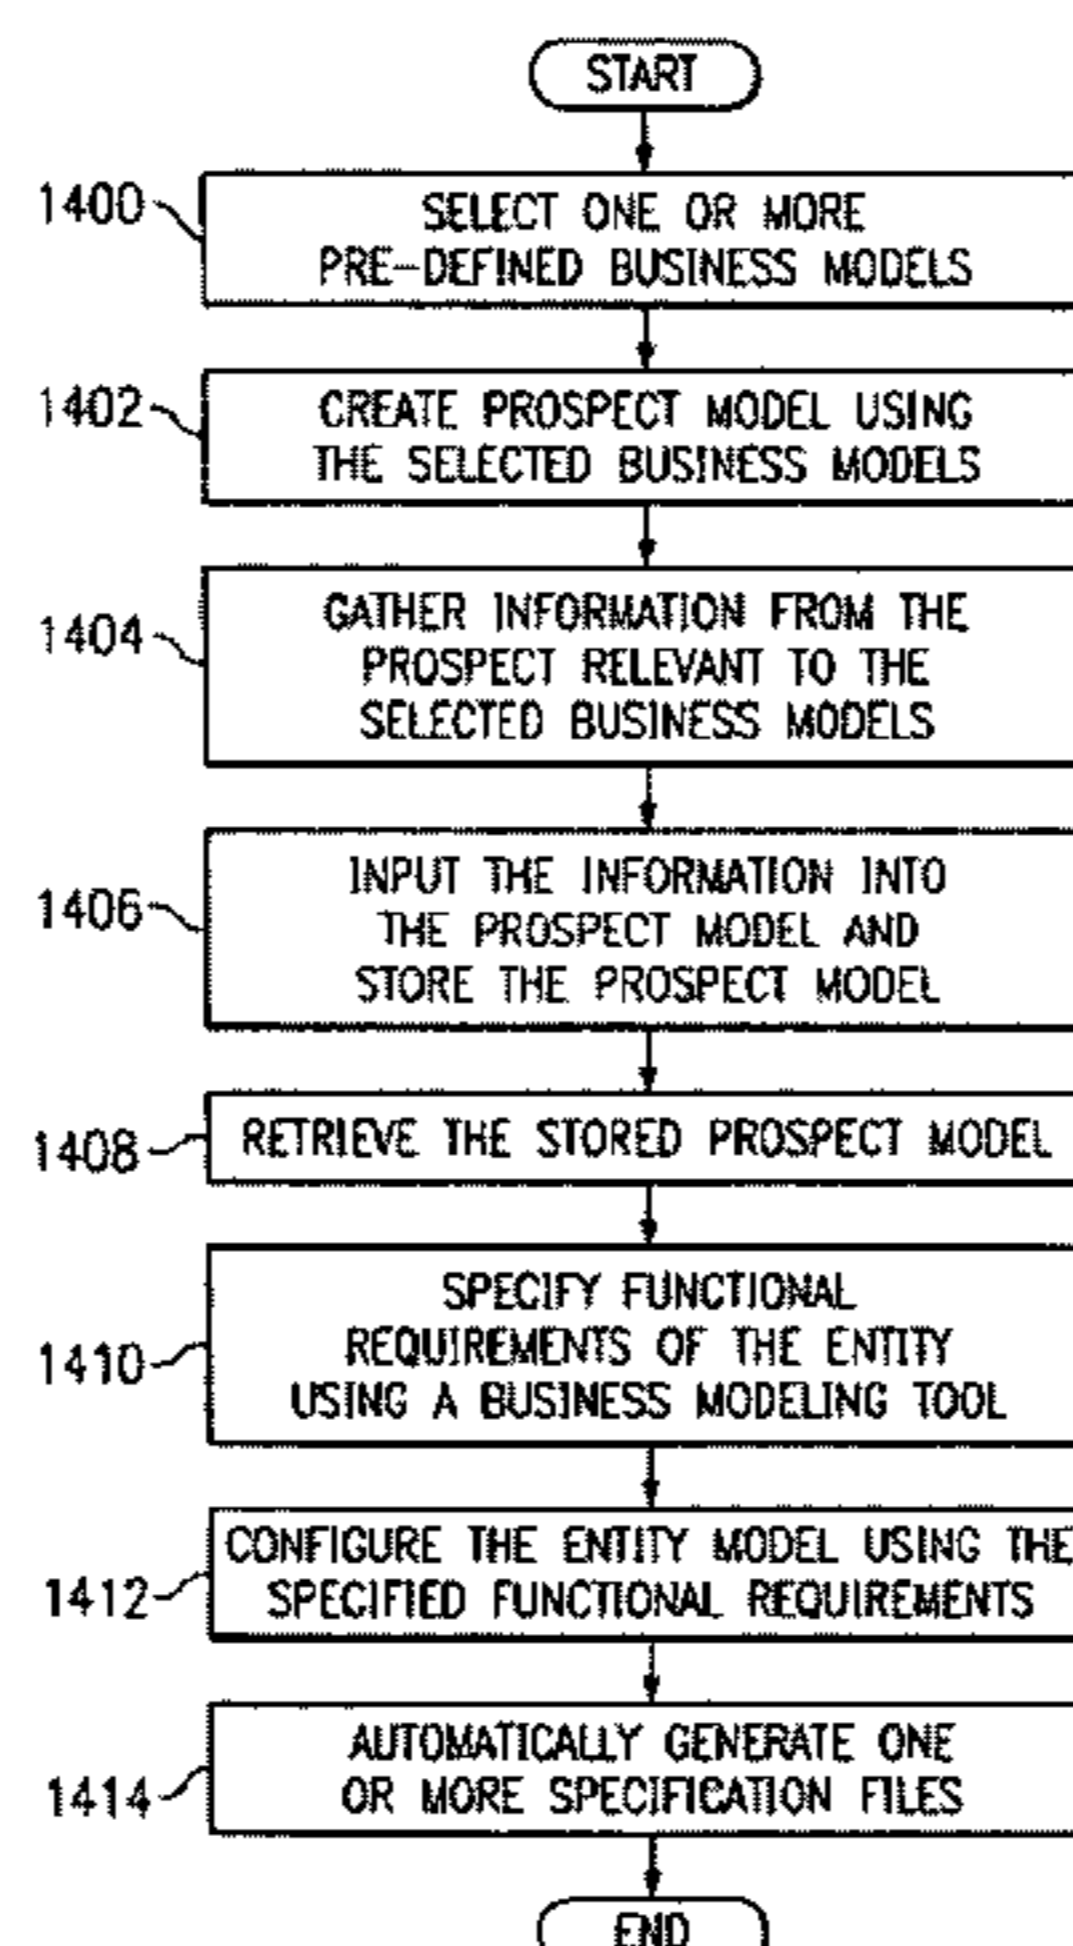 START
1400
SELECT ONE OR MORE
PRE-DEFINED BUSINESS MODELS
1402
CREATE PROSPECT MODEL USING
THE SELECTED BUSINESS MODELS
1404
GATHER INFORMATION FROM THE
PROSPECT RELEVANT TO THE
SELECTED BUSINESS MODELS
1406
INPUT THE INFORMATION INTO
THE PROSPECT MODEL AND
STORE THE PROSPECT MODEL
1408
RETRIEVE THE STORED PROSPECT MODEL
1410
SPECIFY FUNCTIONAL
REQUIREMENTS OF THE ENTITY
USING A BUSINESS MODELING TOOL
1412
CONFIGURE THE ENTITY MODEL USING THE
SPECIFIED FUNCTIONAL REQUIREMENTS
1414
AUTOMATICALLY GENERATE ONE
OR MORE SPECIFICATION FILES
END